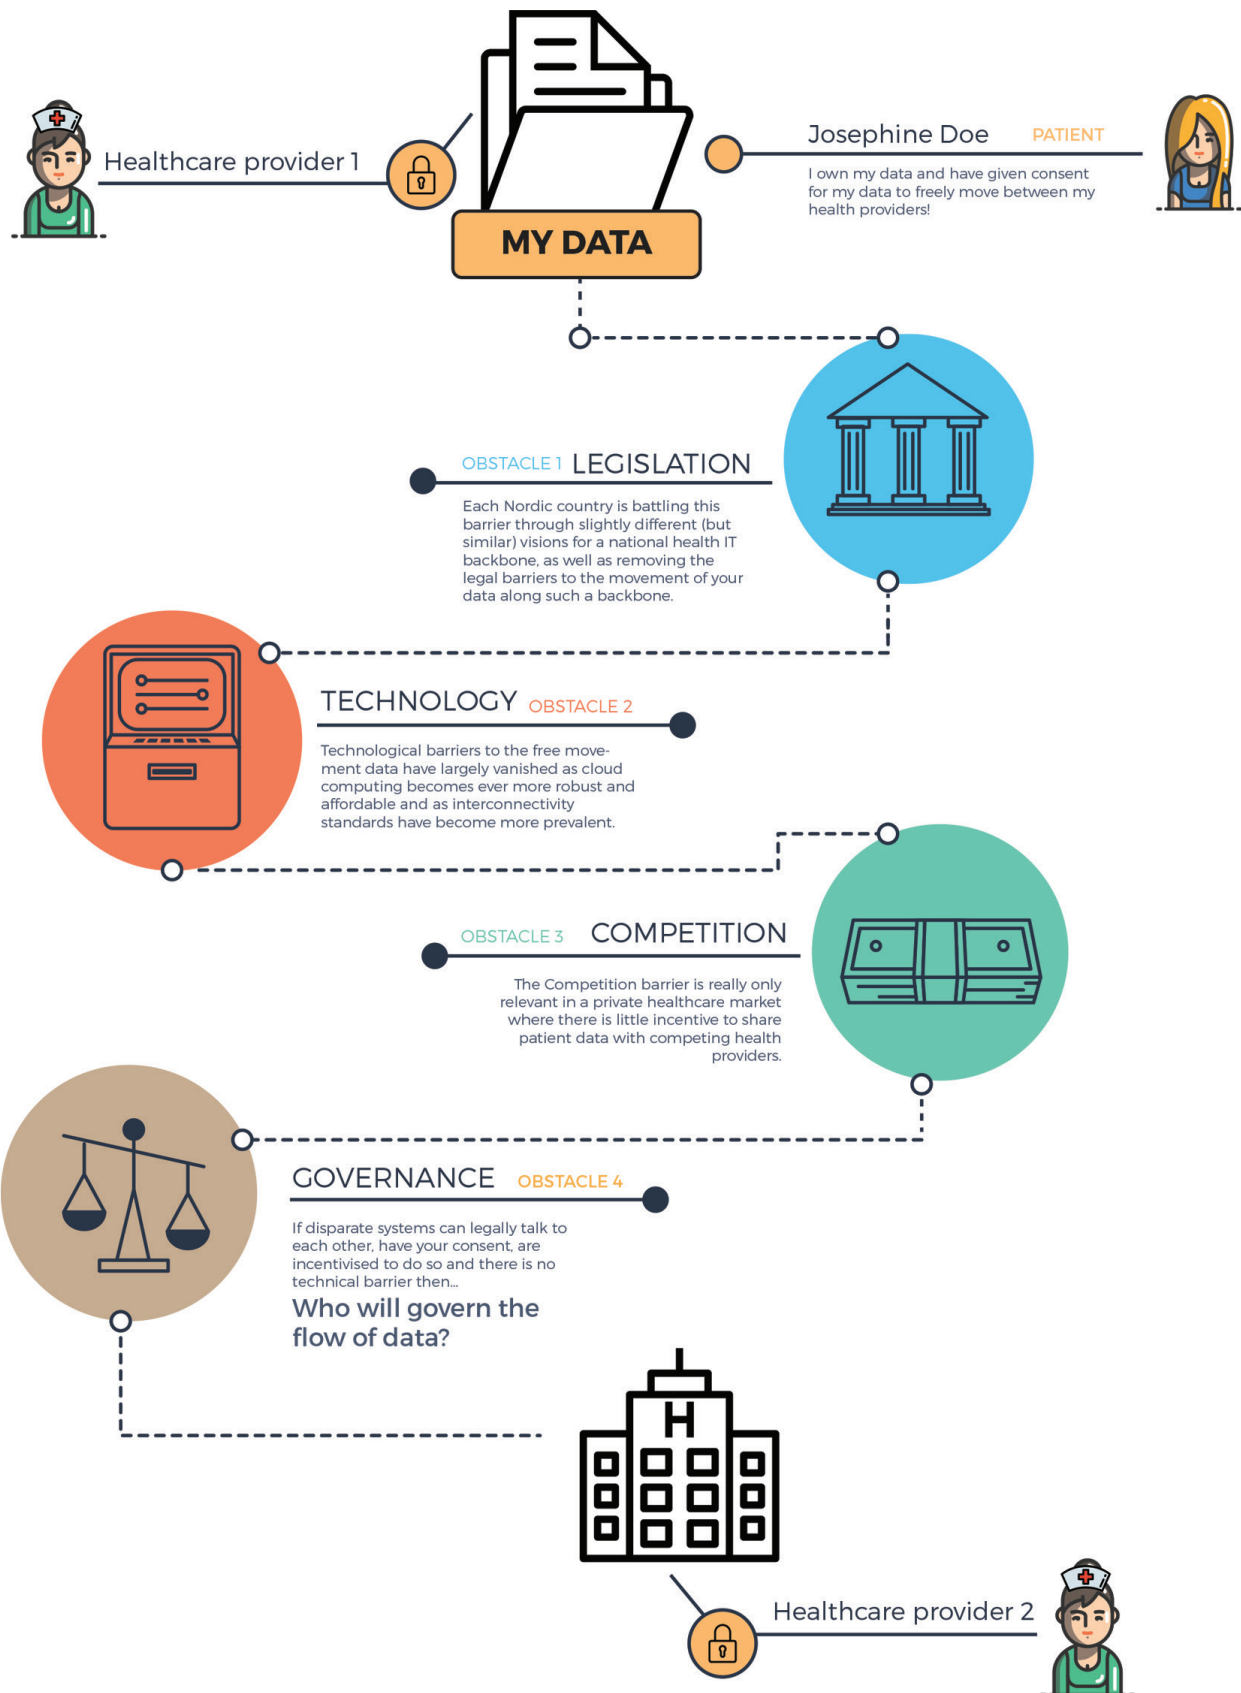 Healthcare provider 1
Josephine Doe PATIENT
I own my data and have given consent
for my data to freely move between my
health providers!
MY DATA
OBSTACLE 1 LEGISLATION
Each Nordic country is battling this
barrier through slightly different (but
similar) visions for a national health IT
backbone, as well as removing the
legal barriers to the movement of your
data along such a backbone.
TECHNOLOGY OBSTACLE 2
Technological barriers to the free move-
ment data have largely vanished as cloud
computing becomes ever more robust and
affordable and as interconnectivity
standards have become more prevalent.
OBSTACLE 3 COMPETITION
The Competition barrier is really only
relevant in a private healthcare market
where there is little incentive to share
patient data with competing health
providers.
GOVERNANCE OBSTACLE 4
If disparate systems can legally talk to
each other, have your consent, are
incentivised to do so and there is no
technical barrier then...
Who will govern the
flow of data?
H
Healthcare provider 2